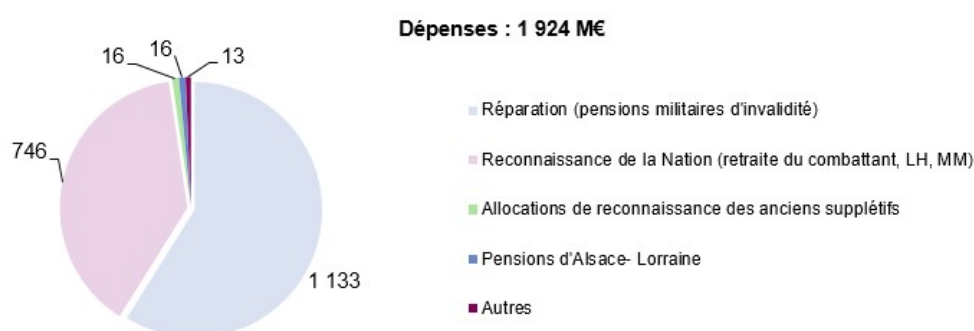 Dépenses : 1 924 M€
16
16
13
746
1 133
Réparation (pensions militaires d'invalidité)
Reconnaissance de la Nation (retraite du combattant, LH, MM)
Allocations de reconnaissance des anciens supplétifs
Pensions d'Alsace- Lorraine
Autres